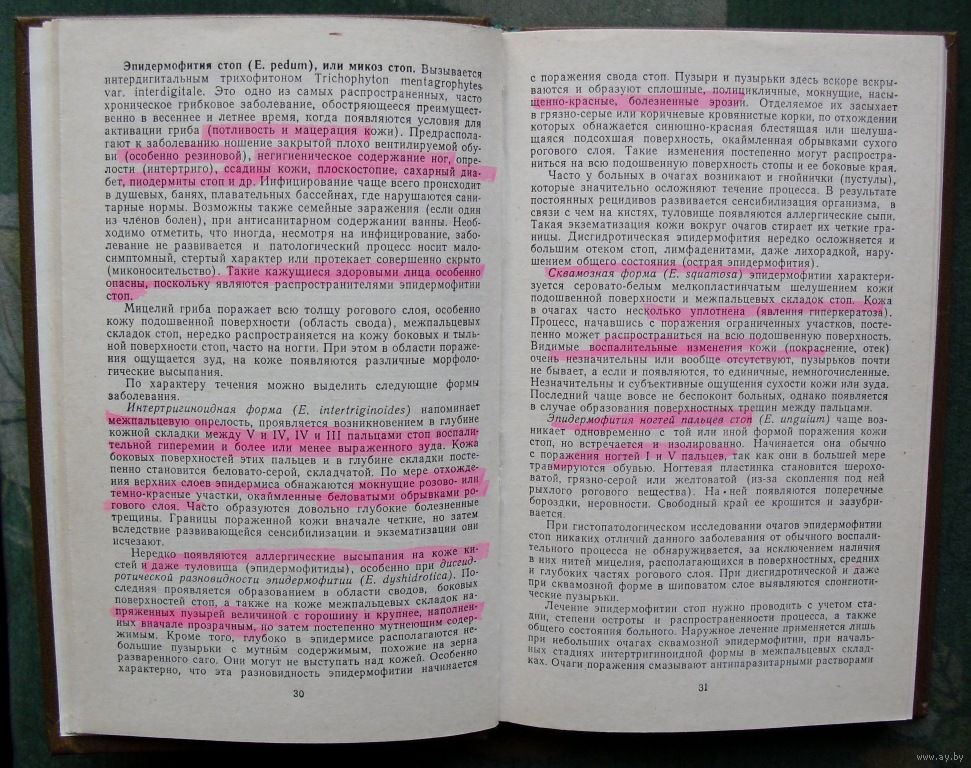 Эпидермофития стоп (E. pedum), или микоз стоп. Вызывается
интердигитальным трихофитоном Trichophyton mentagrophytes
var. interdigitale. Это одно из самых распространенных, часто
хроническое грибковое заболевание, обостряющееся преимущест-
венно в весеннее и летнее время, когда появляются условия для
активации гриба (потливость и мацерация кожи). Предраспола-
гают к заболеванию ношение закрытой плохо вентилируемой обу-
ви (особенно резиновой), негигиеническое содержание ног, опре-
лости (интертриго), ссадины кожи, плоскостопие, сахарный диа-
бет, пиодермиты стоп и др. Инфицирование чаще всего происходит
в душевых, банях, плавательных бассейнах, где нарушаются сани-
тарные нормы. Возможны также семейные заражения (если один
из членов болен), при антисанитарном содержании ванны. Необ-
ходимо отметить, что иногда, несмотря на инфицирование, забо-
левание не развивается и патологический процесс носит мало-
симптомный, стертый характер или протекает совершенно скрыто
(миконосительство). Такие кажущиеся здоровыми лица особенно
опасны, поскольку являются распространителями эпидермофитии
стоп.
Мицелий гриба поражает всю толщу рогового слоя, особенно
кожу подошвенной поверхности (область свода), межпальцевых
складок стоп, нередко распространяется на кожу боковых и тыль-
ной поверхности стоп, часто на ногти. При этом в области пораже-
ния ощущается зуд, на коже появляются различные морфоло-
гические высыпания.
По характеру течения можно выделить следующие формы
заболевания.
Интертригиноидная форма (E. intertriginoides) напоминает
межпальцевую опрелость, проявляется возникновением в глубине
кожной складки между V и IV, IV и III пальцами стоп воспали-
тельной гиперемии и более или менее выраженного зуда. Кожа
боковых поверхностей этих пальцев и в глубине складки посте-
пенно становится беловато-серой, складчатой. По мере отхожде-
ния верхних слоев эпидермиса обнажаются мокнущие розово- или
темно-красные участки, окаймленные беловатыми обрывками ро-
гового слоя. Часто образуются довольно глубокие болезненные
трещины. Границы пораженной кожи вначале четкие, но затем
вследствие развивающейся сенсибилизации и экзематизации они
исчезают.
Нередко появляются аллергические высыпания на коже ки-
стей и даже туловища (эпидермофитиды), особенно при дисгид-
ротической разновидности эпидермофитии (E. dyshidrotica). По-
следняя проявляется образованием в области сводов, боковых
поверхностей стоп, а также на коже межпальцевых складок на-
пряженных пузырей величиной с горошину и крупнее, наполнен-
ных вначале прозрачным, но затем постепенно мутнеющим содер-
жимым. Кроме того, глубоко в эпидермисе располагаются не-
большие пузырьки с мутным содержимым, похожие на зерна
разваренного саго. Они могут не выступать над кожей. Особенно
характерно, что эта разновидность эпидермофитии начинается
30
с поражения свода стоп. Пузыри и пузырьки здесь вскоре вскры-
ваются и образуют сплошные, полицикличные, мокнущие, насы-
щенно-красные, болезненные эрозии. Отделяемое их засыхает
в грязно-серые или коричневые кровянистые корки, по отхождении
которых обнажается синюшно-красная блестящая или шелуша-
ящаяся подсохшая поверхность, окаймленная обрывками сухого
рогового слоя. Такие изменения постепенно могут распростра-
ниться на всю подошвенную поверхность стопы и ее боковые края.
Часто у больных в очагах возникают и гнойнички (пустулы),
которые значительно осложняют течение процесса. В результате
постоянных рецидивов развивается сенсибилизация организма, в
связи с чем на кистях, туловище появляются аллергические сыпи.
Такая экзематизация кожи вокруг очагов стирает их четкие гра-
ницы. Дисгидротическая эпидермофития нередко осложняется и
большим отеком стоп, лимфаденитами, даже лихорадкой, нару-
шением общего состояния (острая эпидермофития).
Сквамозная форма (E. squamosa) эпидермофитии характери-
зуется серовато-белым мелкопластинчатым шелушением кожи
подошвенной поверхности и межпальцевых складок стоп. Кожа
в очагах часто несколько уплотнена (явления гиперкератоза).
Процесс, начавшись с поражения ограниченных участков, посте-
пенно может распространиться на всю подошвенную поверхность.
Видимые воспалительные изменения кожи (покраснение, отек)
очень незначительны или вообще отсутствуют, пузырьков почти
не бывает, а если и появляются, то единичные, немногочисленные.
Незначительны и субъективные ощущения сухости кожи или зуда.
Последний чаще вовсе не беспокоит больных, однако появляется
в случае образования поверхностных трещин между пальцами.
Эпидермофития ногтей пальцев стоп (E. unguium) чаще воз-
никает одновременно с той или иной формой поражения кожи
стоп, но встречается и изолированно. Начинается она обычно
с поражения ногтей I и V пальцев, так как они в большей мере
травмируются обувью. Ногтевая пластинка становится шерохо-
ватой, грязно-серой или желтоватой (из-за скопления под ней
рыхлого рогового вещества). На ней появляются поперечные
бороздки, неровности. Свободный край ее крошится и зазубри-
вается.
При гистопатологическом исследовании очагов эпидермофитии
стоп никаких отличий данного заболевания от обычного воспали-
тельного процесса не обнаруживается, за исключением наличия
в них нитей мицелия, располагающихся в поверхностных, средних
и глубоких частях рогового слоя. При дисгидротической и даже
при сквамозной форме в шиповатом слое выявляются спонгиоти-
ческие пузырьки.
Лечение эпидермофитии стоп нужно проводить с учетом ста-
дии, степени остроты и распространенности процесса, а также
общего состояния больного. Наружное лечение применяется лишь
при небольших очагах сквамозной эпидермофитии, при началь-
ных стадиях интертригиноидной формы в межпальцевых склад-
ках. Очаги поражения смазывают антипаразитарными растворами
31
www.ay.by